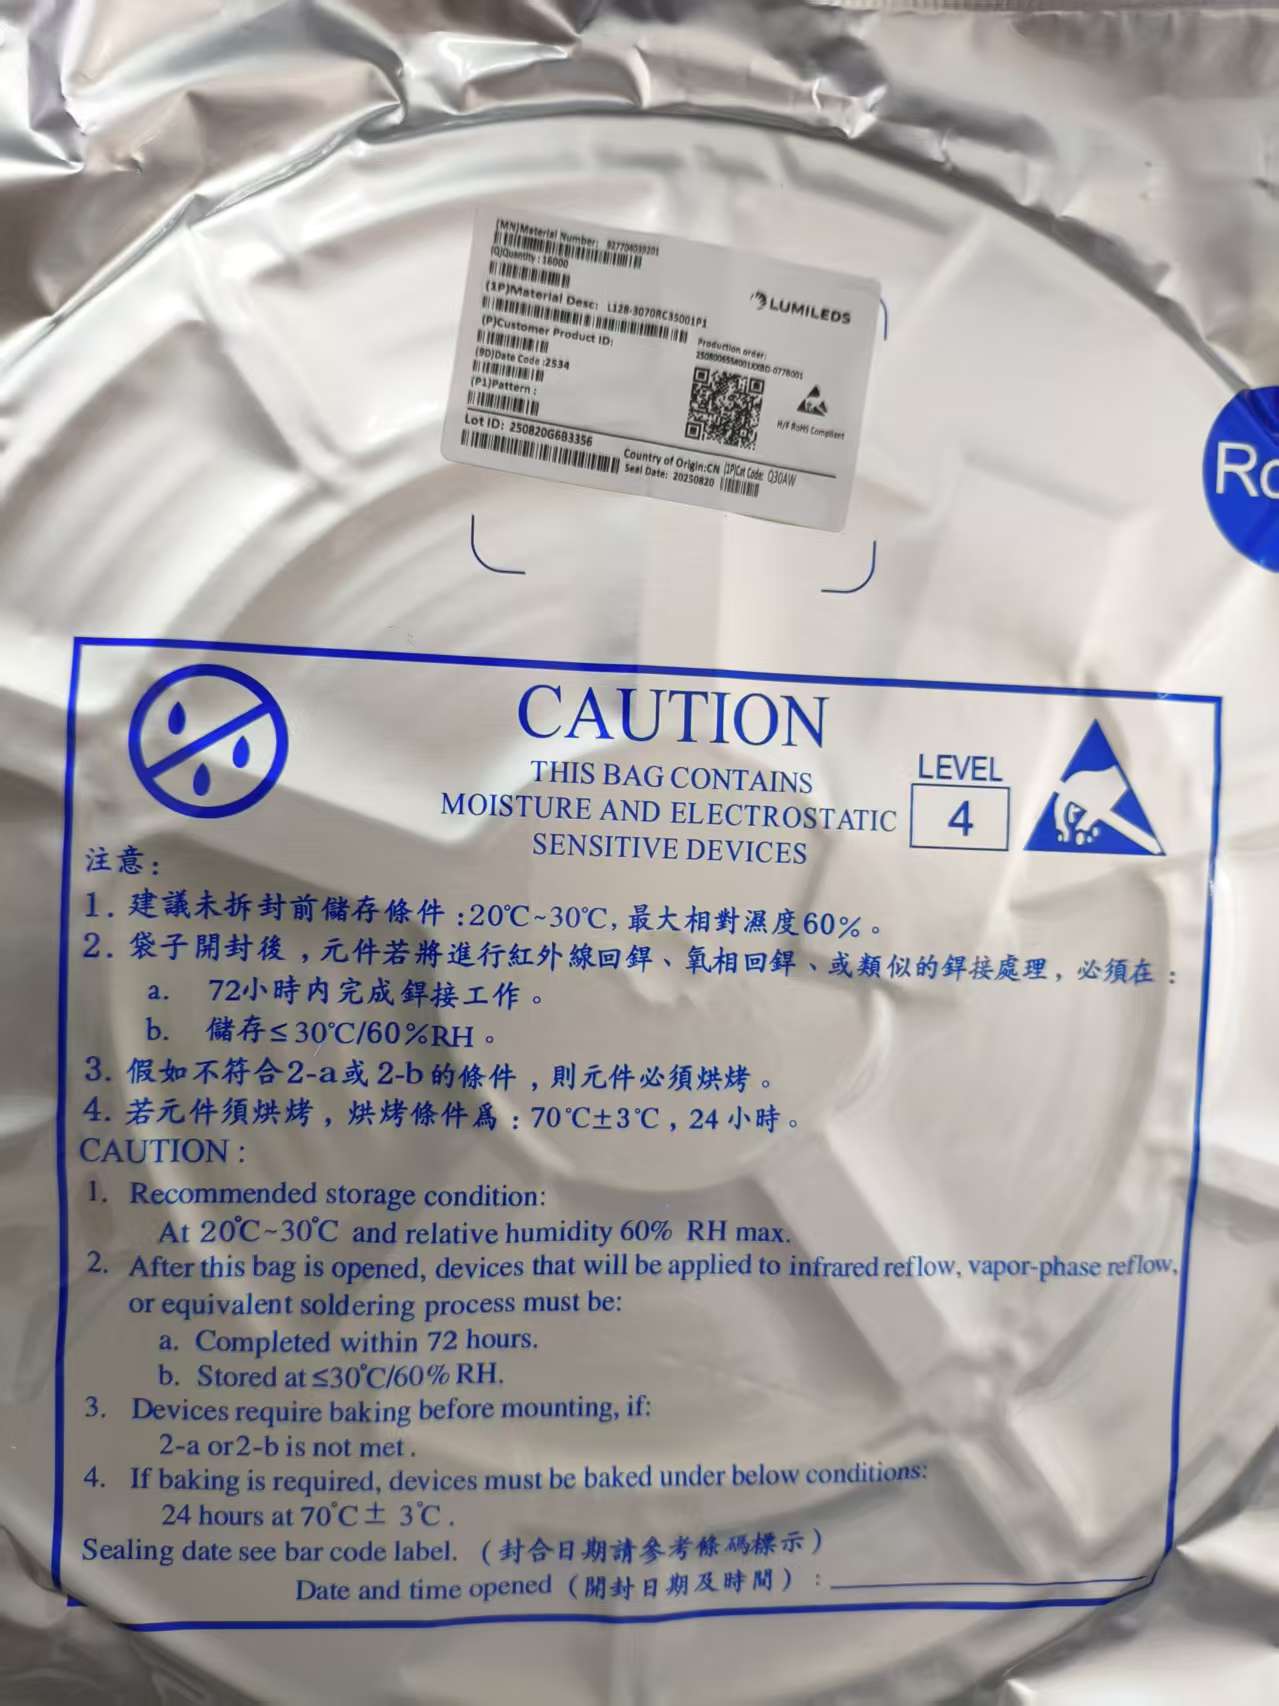 (MN)Material Number: 927704039201
(Q)Quantity : 16000
(1P)Material Desc: L128-3070RC35001P1
LUMILEDS
(P)Customer Product ID:
Production order:
(9D)Date Code :2534
(P1)Pattern :
H/F RoHS Compliant
Lot ID: 250820G6B3356
Country of Origin:CN (1P)Cat Code: Q30AW
Seal Date: 20250820
Ro
CAUTION
THIS BAG CONTAINS
MOISTURE AND ELECTROSTATIC
SENSITIVE DEVICES
LEVEL
4
注意:
1. 建議未拆封前儲存條件 :20℃~30℃, 最大相對濕度60%。
2. 袋子開封後，元件若將進行紅外線回銲、氧相回銲、或類似的銲接處理，必須在：
a. 72小時内完成銲接工作。
b. 儲存≤30℃/60%RH。
3. 假如不符合2-a或2-b的條件，則元件必須烘烤。
4. 若元件須烘烤，烘烤條件爲：70℃±3℃，24小時。
CAUTION :
1. Recommended storage condition:
At 20℃~30℃ and relative humidity 60% RH max.
2. After this bag is opened, devices that will be applied to infrared reflow, vapor-phase reflow,
or equivalent soldering process must be:
a. Completed within 72 hours.
b. Stored at ≤30℃/60% RH.
3. Devices require baking before mounting, if:
2-a or2-b is not met .
4. If baking is required, devices must be baked under below conditions:
24 hours at 70℃ ± 3℃ .
Sealing date see bar code label. （封合日期請參考條碼標示）
Date and time opened（開封日期及時間）: